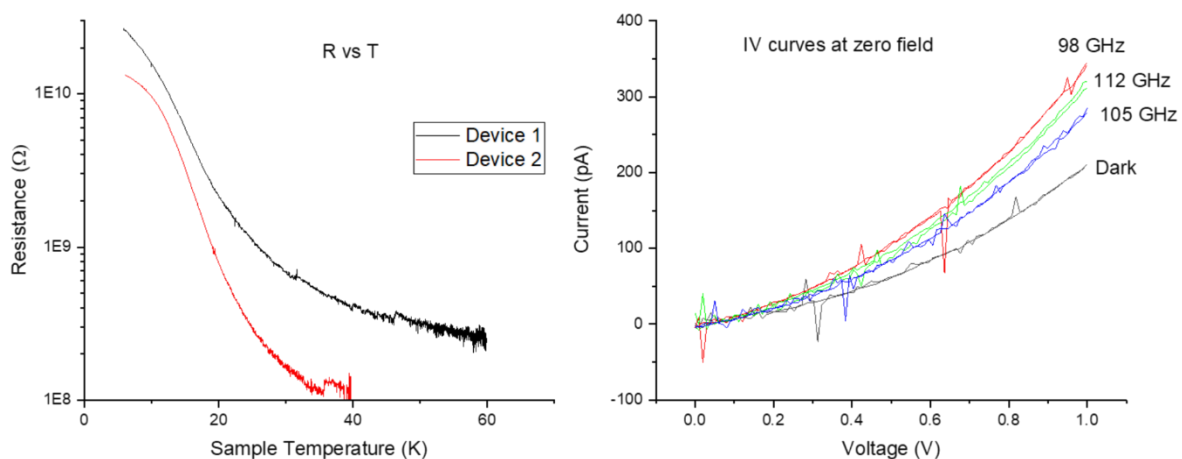 R vs T
1E10
1E9
1E8
Resistance (Ω)
Device 1
Device 2
0
20
40
60
Sample Temperature (K)
IV curves at zero field
98 GHz
112 GHz
105 GHz
Dark
400
300
200
100
0
-100
Current (pA)
0.0
0.2
0.4
0.6
0.8
1.0
Voltage (V)